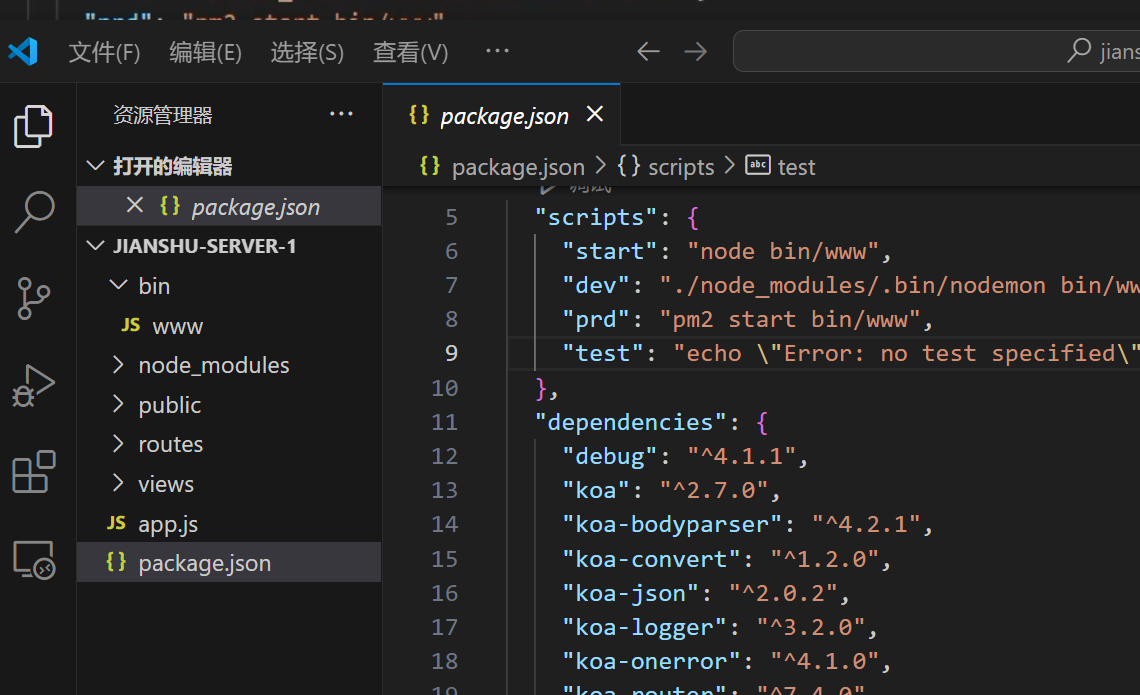 "prd": "pm2 start bin/www"
文件(F) 编辑(E) 选择(S) 查看(V) ··· jians
资源管理器 ···
打开的编辑器
{} package.json
JIANSHU-SERVER-1
bin
JS www
node_modules
public
routes
views
JS app.js
{} package.json
{} package.json
{} package.json > {} scripts > abc test
调试
5 "scripts": {
6 "start": "node bin/www",
7 "dev": "./node_modules/.bin/nodemon bin/ww
8 "prd": "pm2 start bin/www",
9 "test": "echo \"Error: no test specified\"
10 },
11 "dependencies": {
12 "debug": "^4.1.1",
13 "koa": "^2.7.0",
14 "koa-bodyparser": "^4.2.1",
15 "koa-convert": "^1.2.0",
16 "koa-json": "^2.0.2",
17 "koa-logger": "^3.2.0",
18 "koa-onerror": "^4.1.0",
19 "koa-router": "^7.4.0"